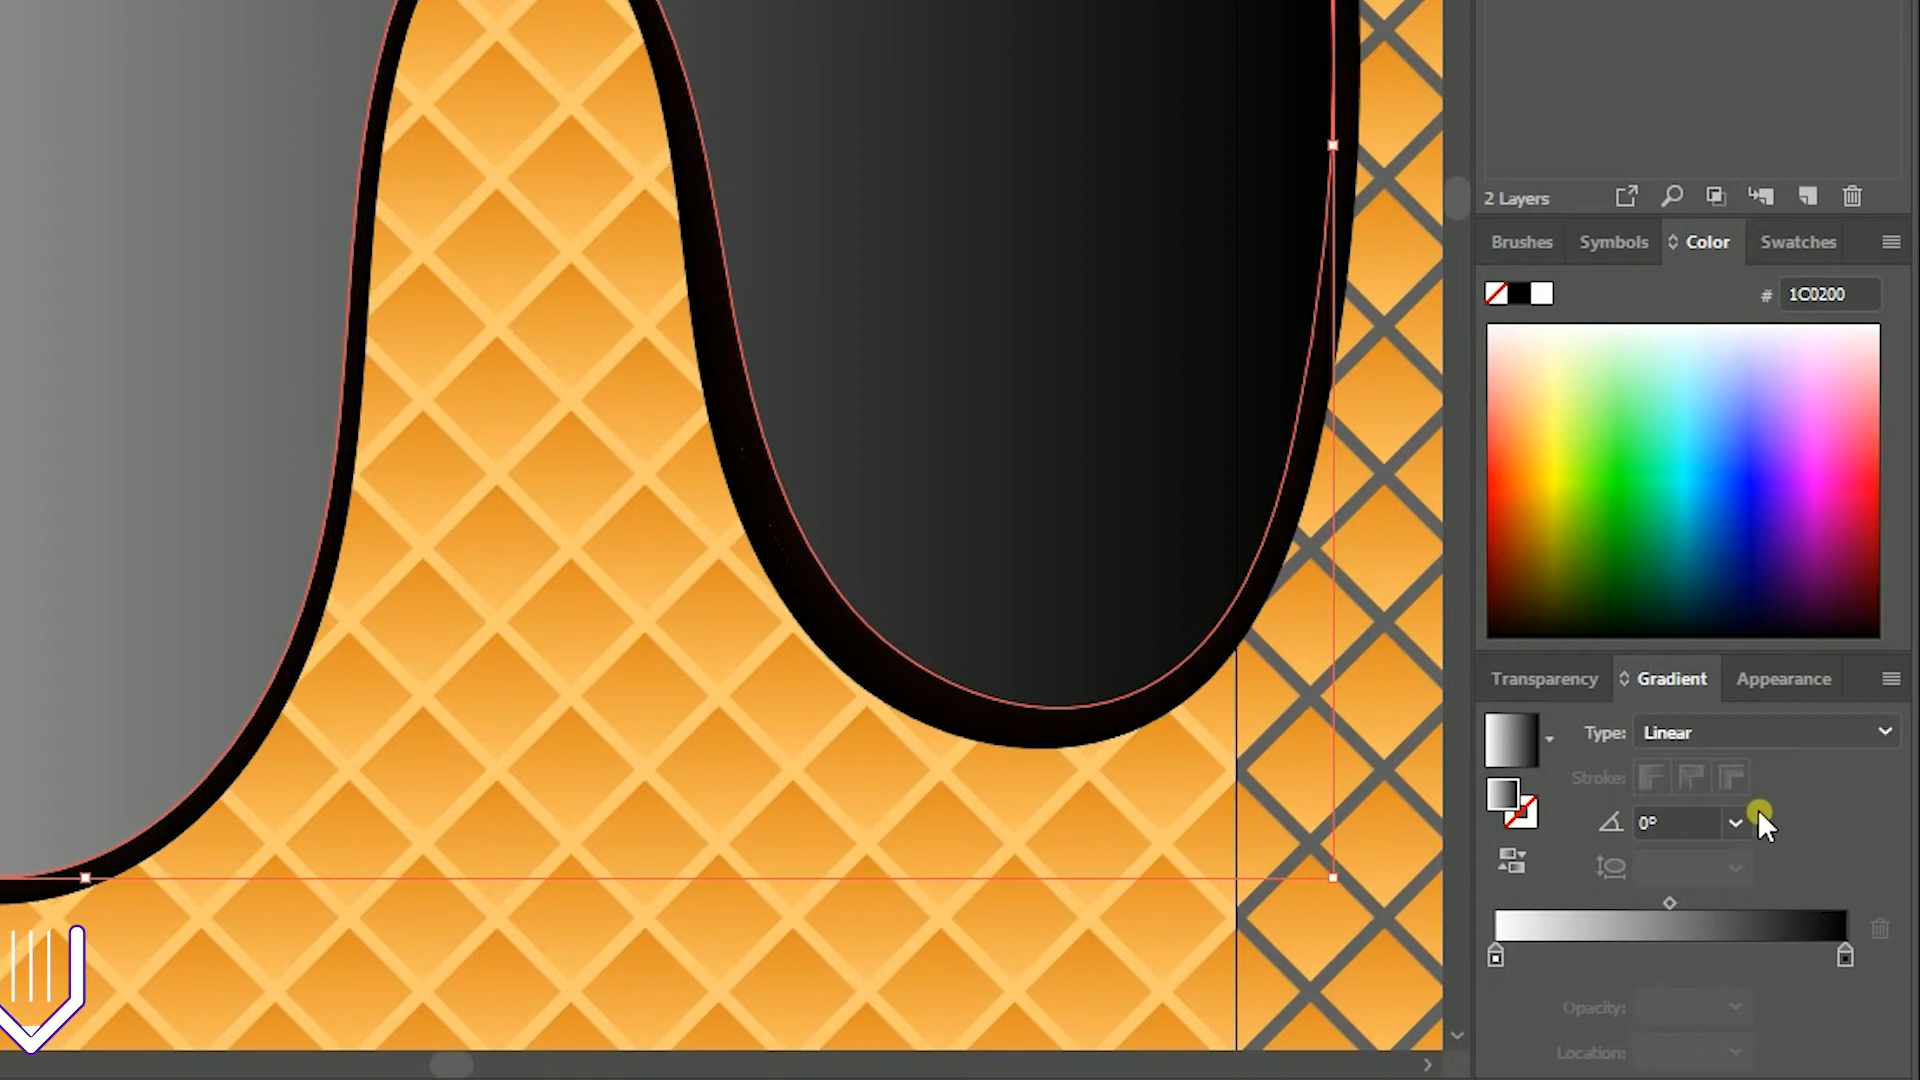 2 Layers
Brushes Symbols Color Swatches
# 1C0200
Transparency Gradient Appearance
Type: Linear
Stroke:
0°
Opacity:
Location: